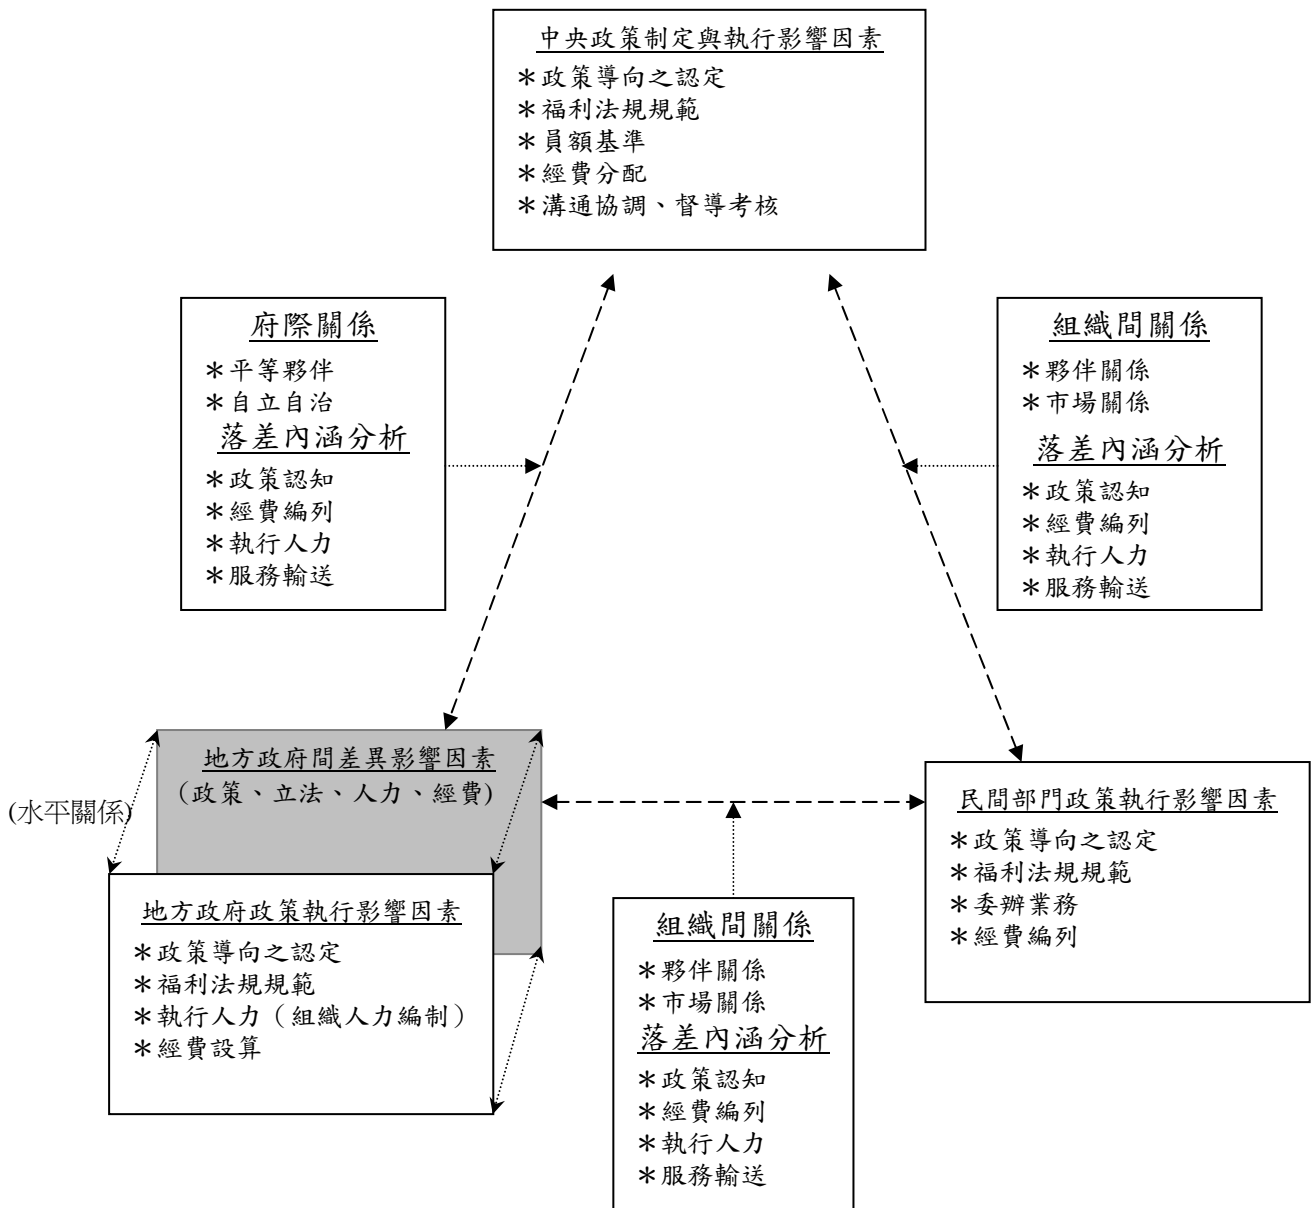 中央政策制定與執行影響因素
＊政策導向之認定
＊福利法規規範
＊員額基準
＊經費分配
＊溝通協調、督導考核
府際關係
＊平等夥伴
＊自立自治
落差內涵分析
＊政策認知
＊經費編列
＊執行人力
＊服務輸送
組織間關係
＊夥伴關係
＊市場關係
落差內涵分析
＊政策認知
＊經費編列
＊執行人力
＊服務輸送
地方政府間差異影響因素
（政策、立法、人力、經費)
(水平關係)
地方政府政策執行影響因素
＊政策導向之認定
＊福利法規規範
＊執行人力（組織人力編制）
＊經費設算
組織間關係
＊夥伴關係
＊市場關係
落差內涵分析
＊政策認知
＊經費編列
＊執行人力
＊服務輸送
民間部門政策執行影響因素
＊政策導向之認定
＊福利法規規範
＊委辦業務
＊經費編列